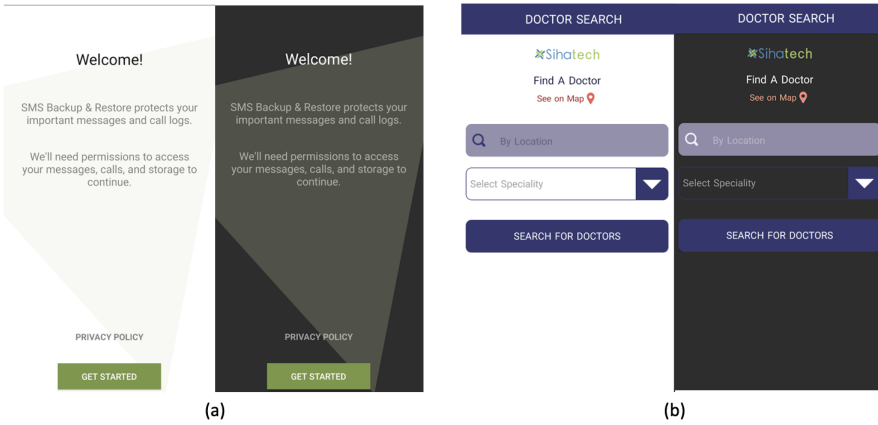 Welcome!
SMS Backup & Restore protects your
important messages and call logs.
We'll need permissions to access
your messages, calls, and storage to
continue.
PRIVACY POLICY
GET STARTED
Welcome!
SMS Backup & Restore protects your
important messages and call logs.
We'll need permissions to access
your messages, calls, and storage to
continue.
PRIVACY POLICY
GET STARTED
(a)
DOCTOR SEARCH
Sihatech
Find A Doctor
See on Map
By Location
Select Speciality
SEARCH FOR DOCTORS
DOCTOR SEARCH
Sihatech
Find A Doctor
See on Map
By Location
Select Speciality
SEARCH FOR DOCTORS
(b)